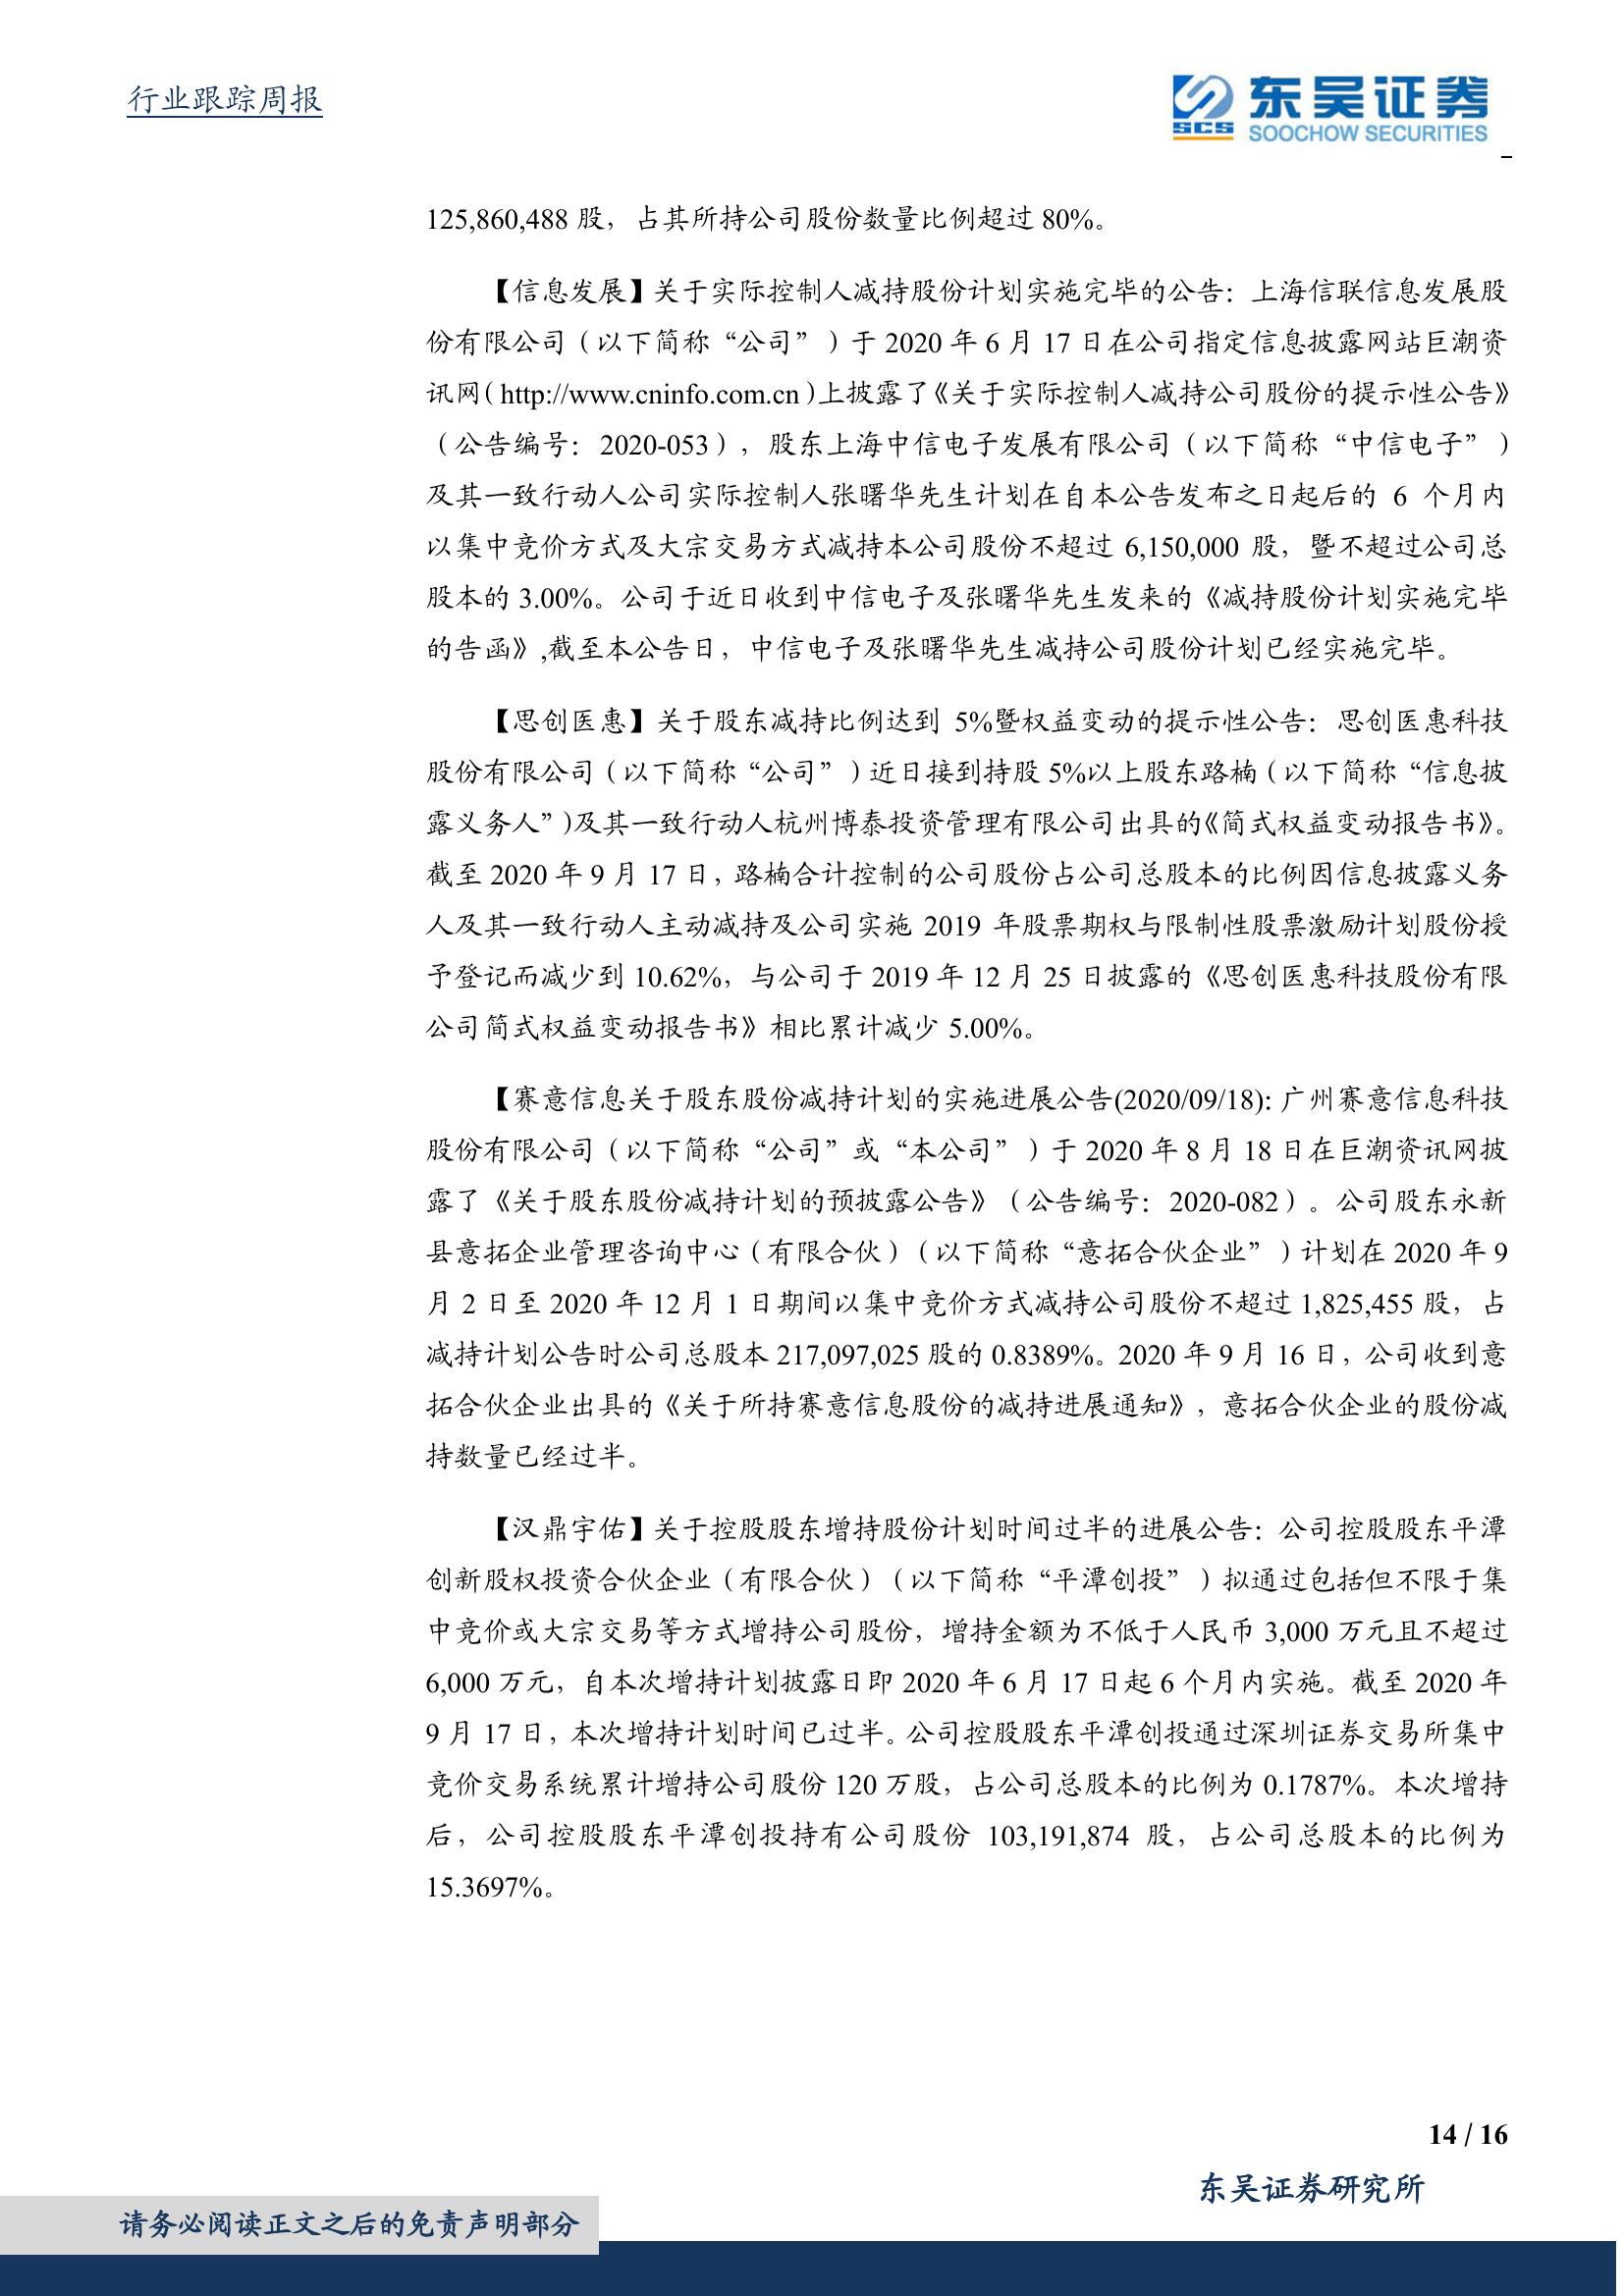 行业跟踪周报
东吴证券
SCS
SOOCHOW SECURITIES
125,860,488 股，占其所持公司股份数量比例超过 80%。
【信息发展】关于实际控制人减持股份计划实施完毕的公告：上海信联信息发展股
份有限公司（以下简称“公司”）于 2020 年 6 月 17 日在公司指定信息披露网站巨潮资
讯网（http://www.cninfo.com.cn）上披露了《关于实际控制人减持公司股份的提示性公告》
（公告编号：2020-053），股东上海中信电子发展有限公司（以下简称“中信电子”）
及其一致行动人公司实际控制人张曙华先生计划在自本公告发布之日起后的 6 个月内
以集中竞价方式及大宗交易方式减持本公司股份不超过 6,150,000 股，暨不超过公司总
股本的 3.00%。公司于近日收到中信电子及张曙华先生发来的《减持股份计划实施完毕
的告函》,截至本公告日，中信电子及张曙华先生减持公司股份计划已经实施完毕。
【思创医惠】关于股东减持比例达到 5%暨权益变动的提示性公告：思创医惠科技
股份有限公司（以下简称“公司”）近日接到持股 5%以上股东路楠（以下简称“信息披
露义务人”）及其一致行动人杭州博泰投资管理有限公司出具的《简式权益变动报告书》。
截至 2020 年 9 月 17 日，路楠合计控制的公司股份占公司总股本的比例因信息披露义务
人及其一致行动人主动减持及公司实施 2019 年股票期权与限制性股票激励计划股份授
予登记而减少到 10.62%，与公司于 2019 年 12 月 25 日披露的《思创医惠科技股份有限
公司简式权益变动报告书》相比累计减少 5.00%。
【赛意信息关于股东股份减持计划的实施进展公告(2020/09/18): 广州赛意信息科技
股份有限公司（以下简称“公司”或“本公司”）于 2020 年 8 月 18 日在巨潮资讯网披
露了《关于股东股份减持计划的预披露公告》（公告编号：2020-082）。公司股东永新
县意拓企业管理咨询中心（有限合伙）（以下简称“意拓合伙企业”）计划在 2020 年 9
月 2 日至 2020 年 12 月 1 日期间以集中竞价方式减持公司股份不超过 1,825,455 股，占
减持计划公告时公司总股本 217,097,025 股的 0.8389%。2020 年 9 月 16 日，公司收到意
拓合伙企业出具的《关于所持赛意信息股份的减持进展通知》，意拓合伙企业的股份减
持数量已经过半。
【汉鼎宇佑】关于控股股东增持股份计划时间过半的进展公告：公司控股股东平潭
创新股权投资合伙企业（有限合伙）（以下简称“平潭创投”）拟通过包括但不限于集
中竞价或大宗交易等方式增持公司股份，增持金额为不低于人民币 3,000 万元且不超过
6,000 万元，自本次增持计划披露日即 2020 年 6 月 17 日起 6 个月内实施。截至 2020 年
9 月 17 日，本次增持计划时间已过半。公司控股股东平潭创投通过深圳证券交易所集中
竞价交易系统累计增持公司股份 120 万股，占公司总股本的比例为 0.1787%。本次增持
后，公司控股股东平潭创投持有公司股份 103,191,874 股，占公司总股本的比例为
15.3697%。
14 / 16
东吴证券研究所
请务必阅读正文之后的免责声明部分